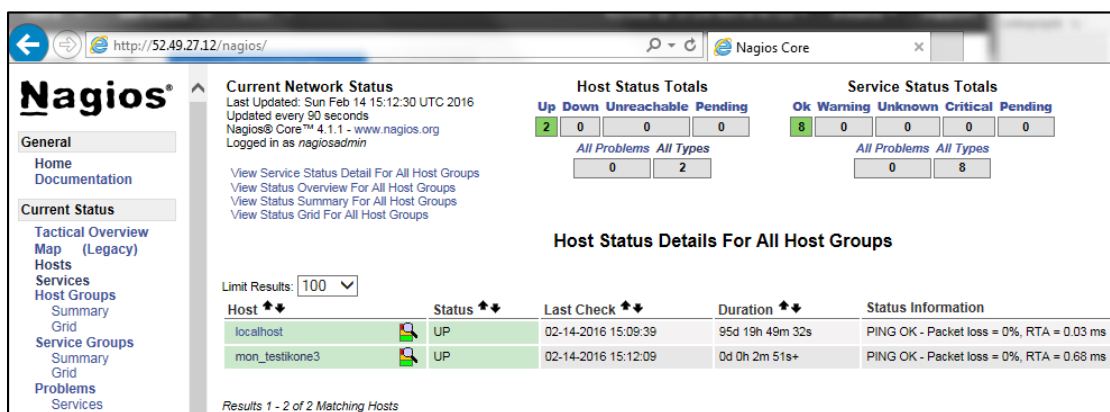 http://52.49.27.12/nagios/
Nagios Core
Nagios®
General
Home
Documentation
Current Status
Tactical Overview
Map (Legacy)
Hosts
Services
Host Groups
Summary
Grid
Service Groups
Summary
Grid
Problems
Services
Current Network Status
Last Updated: Sun Feb 14 15:12:30 UTC 2016
Updated every 90 seconds
Nagios® Core™ 4.1.1 - www.nagios.org
Logged in as nagiosadmin
View Service Status Detail For All Host Groups
View Status Overview For All Host Groups
View Status Summary For All Host Groups
View Status Grid For All Host Groups
Host Status Totals
Up Down Unreachable Pending
2 0 0 0
All Problems All Types
0 2
Service Status Totals
Ok Warning Unknown Critical Pending
8 0 0 0 0
All Problems All Types
0 8
Host Status Details For All Host Groups
Limit Results: 100
Host Status Last Check Duration Status Information
localhost UP 02-14-2016 15:09:39 95d 19h 49m 32s PING OK - Packet loss = 0%, RTA = 0.03 ms
mon_testikone3 UP 02-14-2016 15:12:09 0d 0h 2m 51s+ PING OK - Packet loss = 0%, RTA = 0.68 ms
Results 1 - 2 of 2 Matching Hosts